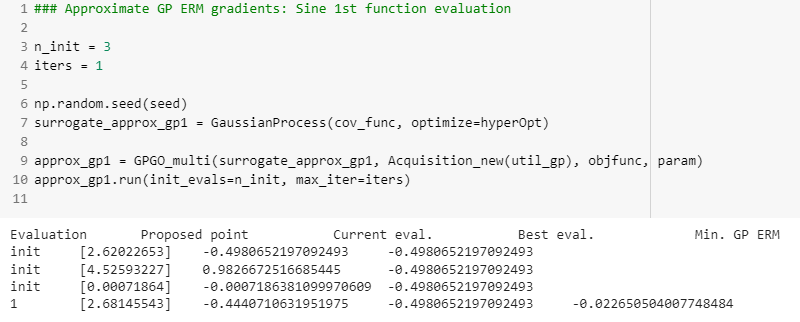 1 ### Approximate GP ERM gradients: Sine 1st function evaluation
2
3 n_init = 3
4 iters = 1
5
6 np.random.seed(seed)
7 surrogate_approx_gp1 = GaussianProcess(cov_func, optimize=hyperOpt)
8
9 approx_gp1 = GPGO_multi(surrogate_approx_gp1, Acquisition_new(util_gp), objfunc, param)
10 approx_gp1.run(init_evals=n_init, max_iter=iters)
11
Evaluation Proposed point Current eval. Best eval. Min. GP ERM
init [2.62022653] -0.4980652197092493 -0.4980652197092493
init [4.52593227] 0.9826672516685445 -0.4980652197092493
init [0.00071864] -0.0007186381099970609 -0.4980652197092493
1 [2.68145543] -0.4440710631951975 -0.4980652197092493 -0.022650504007748484